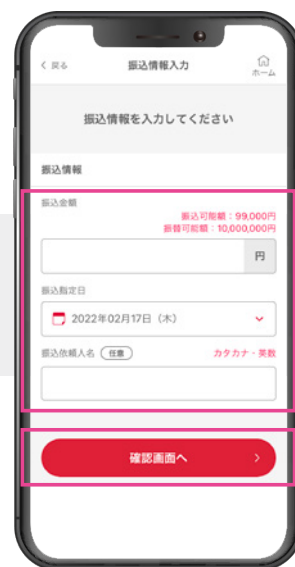 戻る 振込情報入力 ホーム
振込情報を入力してください
振込情報
振込金額
振込可能額：99,000円
振替可能額：10,000,000円
円
振込指定日
2022年02月17日（木）
振込依頼人名 任意 カタカナ・英数
確認画面へ